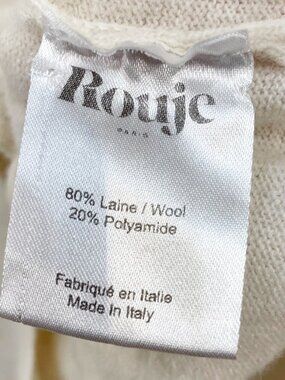 Rouje
PARIS
80% Laine / Wool
20% Polyamide
Fabriqué en Italie
Made in Italy